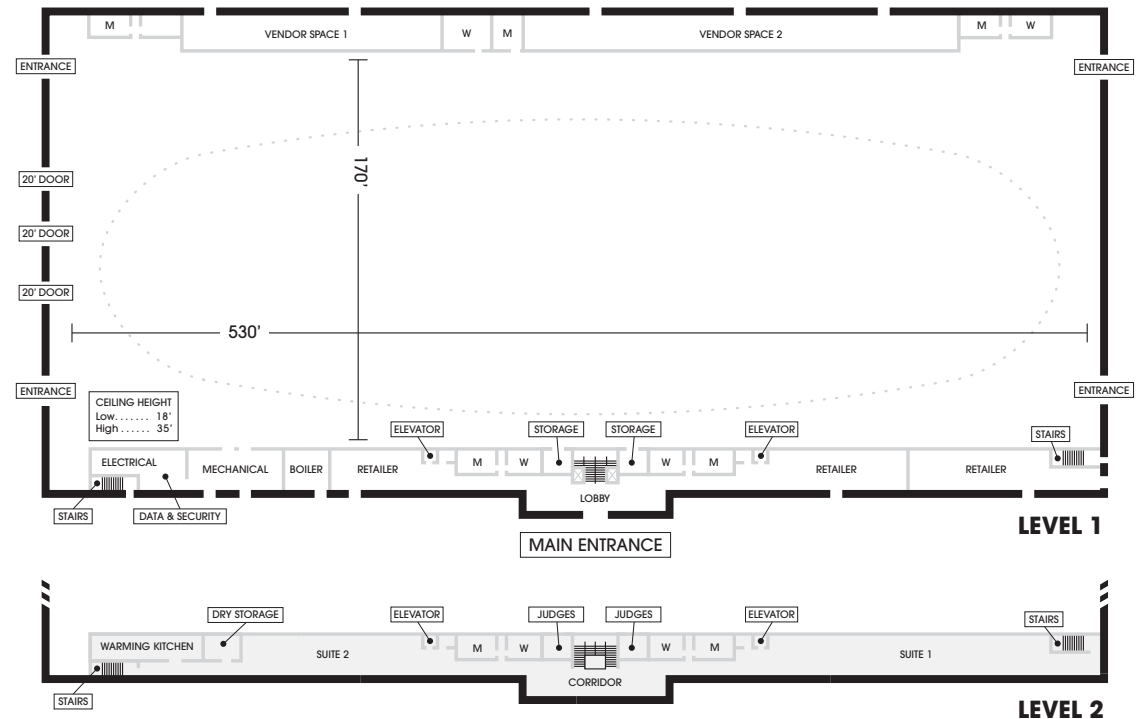 M
VENDOR SPACE 1
W
M
VENDOR SPACE 2
M
W
ENTRANCE
ENTRANCE
170'
20' DOOR
20' DOOR
20' DOOR
530'
ENTRANCE
ENTRANCE
CEILING HEIGHT
Low....... 18'
High...... 35'
ELEVATOR
STORAGE
STORAGE
ELEVATOR
STAIRS
ELECTRICAL
MECHANICAL
BOILER
RETAILER
M
W
W
M
RETAILER
RETAILER
LOBBY
STAIRS
DATA & SECURITY
MAIN ENTRANCE
LEVEL 1
DRY STORAGE
ELEVATOR
JUDGES
JUDGES
ELEVATOR
STAIRS
WARMING KITCHEN
SUITE 2
M
W
W
M
SUITE 1
CORRIDOR
STAIRS
LEVEL 2